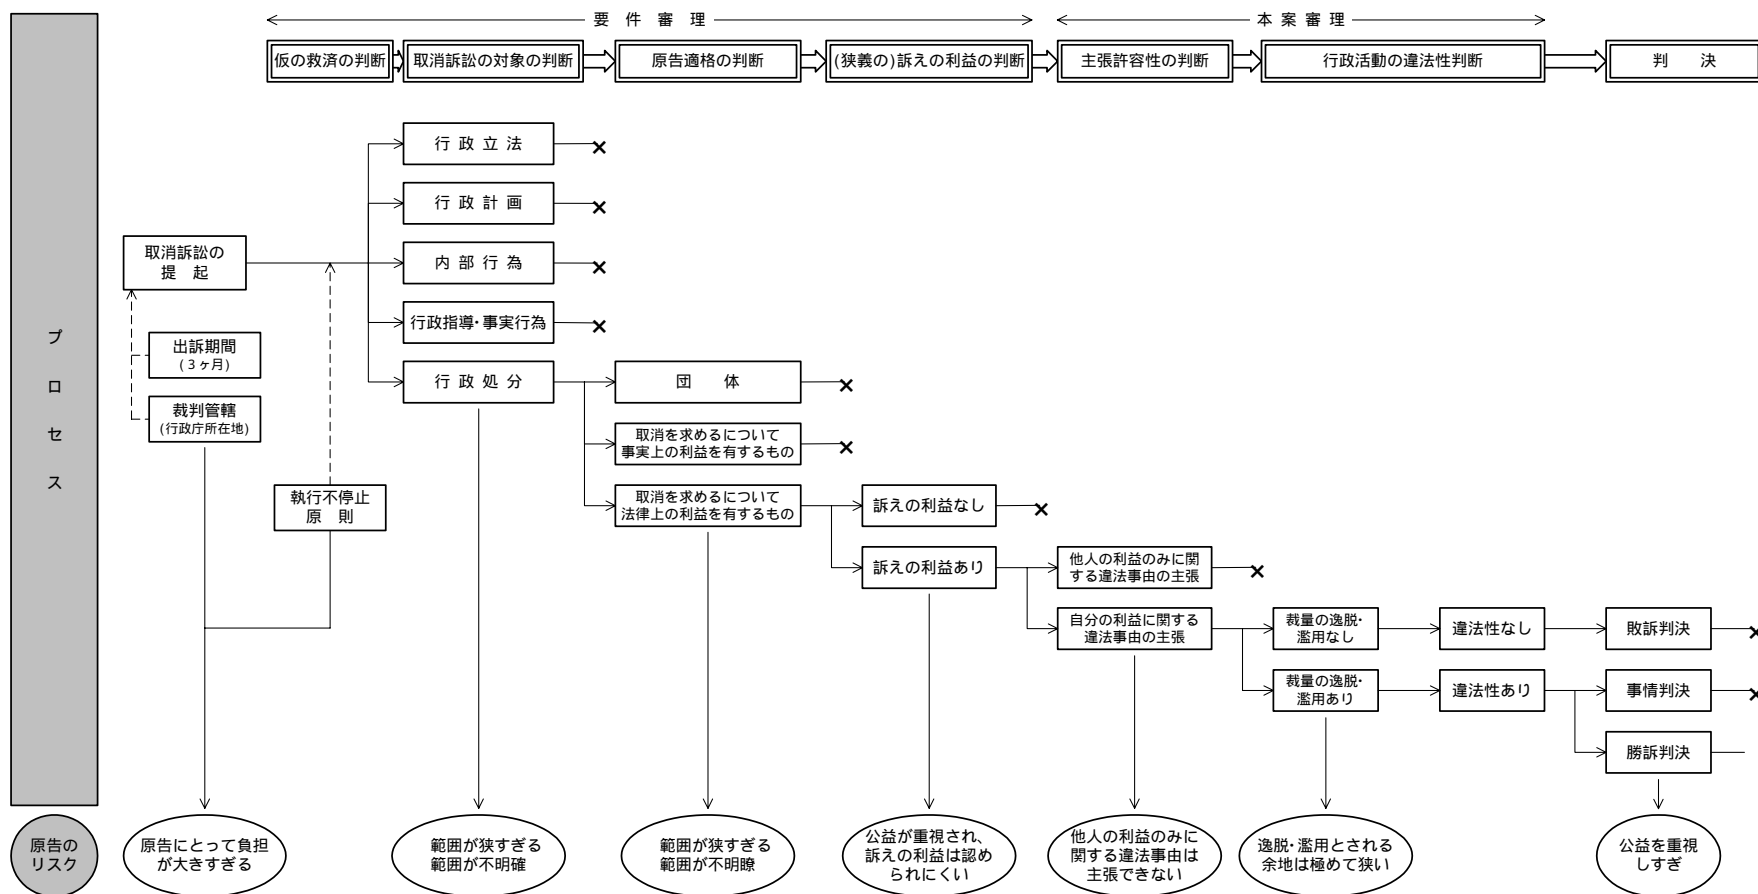 要 件 審 理
本 案 審 理
仮の救済の判断
取消訴訟の対象の判断
原告適格の判断
(狭義の)訴えの利益の判断
主張許容性の判断
行政活動の違法性判断
判 決
プロセス
行 政 立 法
×
行 政 計 画
×
取消訴訟の
提 起
内 部 行 為
×
行政指導・事実行為
×
出訴期間
(3ヶ月)
行 政 処 分
団 体
×
裁判管轄
(行政庁所在地)
取消を求めるについて
事実上の利益を有するもの
×
執行不停止
原 則
取消を求めるについて
法律上の利益を有するもの
訴えの利益なし
×
訴えの利益あり
他人の利益のみに関
する違法事由の主張
×
自分の利益に関する
違法事由の主張
裁量の逸脱・
濫用なし
違法性なし
敗訴判決
×
裁量の逸脱・
濫用あり
違法性あり
事情判決
×
勝訴判決
原告の
リスク
原告にとって負担
が大きすぎる
範囲が狭すぎる
範囲が不明確
範囲が狭すぎる
範囲が不明瞭
公益が重視され、
訴えの利益は認め
られにくい
他人の利益のみに
関する違法事由は
主張できない
逸脱・濫用とされる
余地は極めて狭い
公益を重視
しすぎ